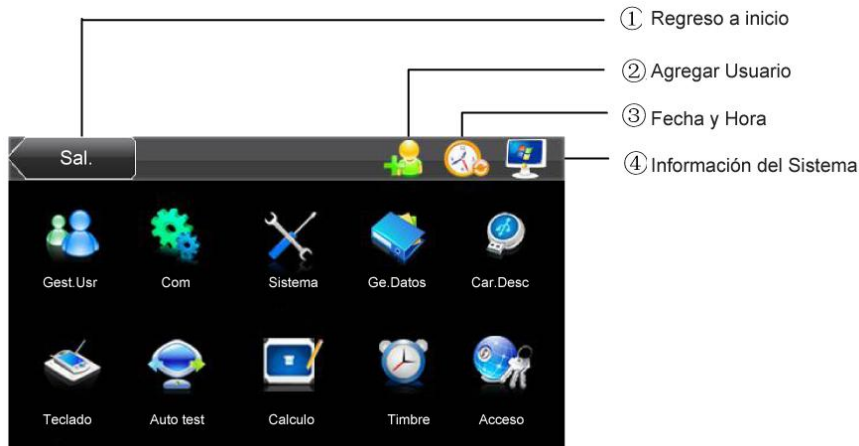 ① Regreso a inicio
② Agregar Usuario
③ Fecha y Hora
④ Información del Sistema
Sal.
Gest.Usr Com Sistema Ge.Datos Car.Desc
Teclado Auto test Calculo Timbre Acceso